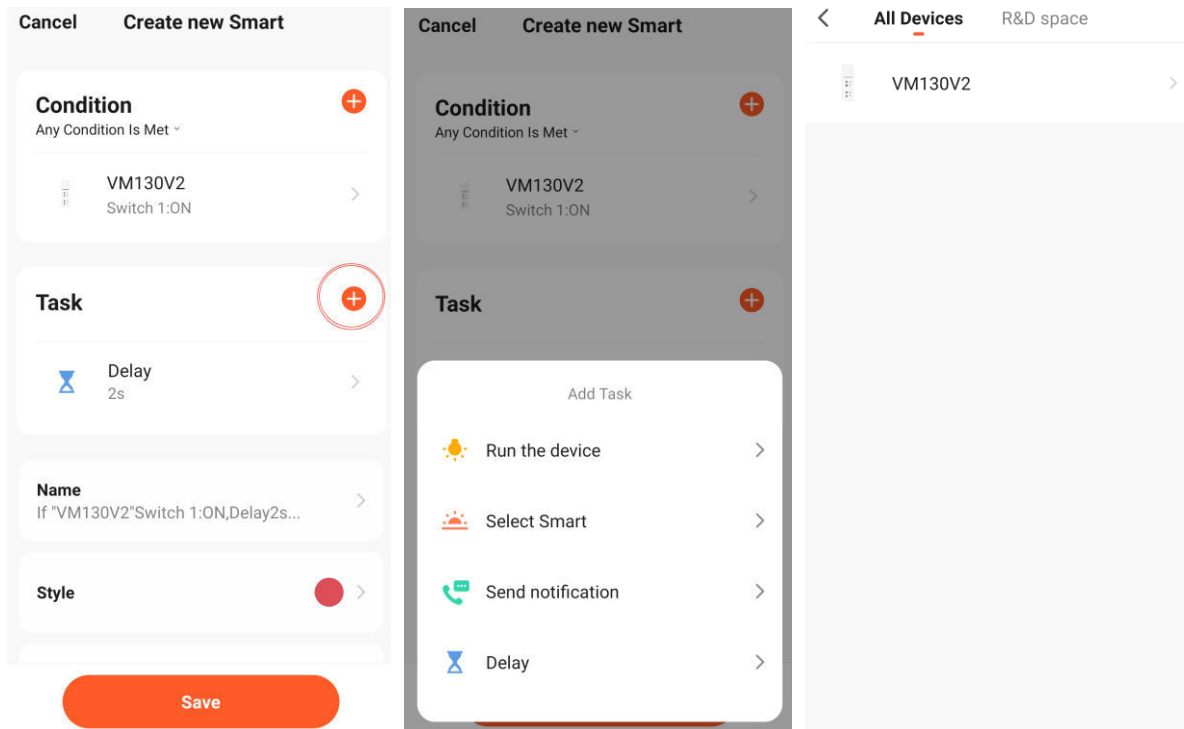 Cancel Create new Smart
Condition
Any Condition Is Met
VM130V2
Switch 1:ON
Task
Delay
2s
Name
If "VM130V2"Switch 1:ON,Delay2s...
Style
Save
Cancel Create new Smart
Condition
Any Condition Is Met
VM130V2
Switch 1:ON
Task
Add Task
Run the device
Select Smart
Send notification
Delay
All Devices R&D space
VM130V2